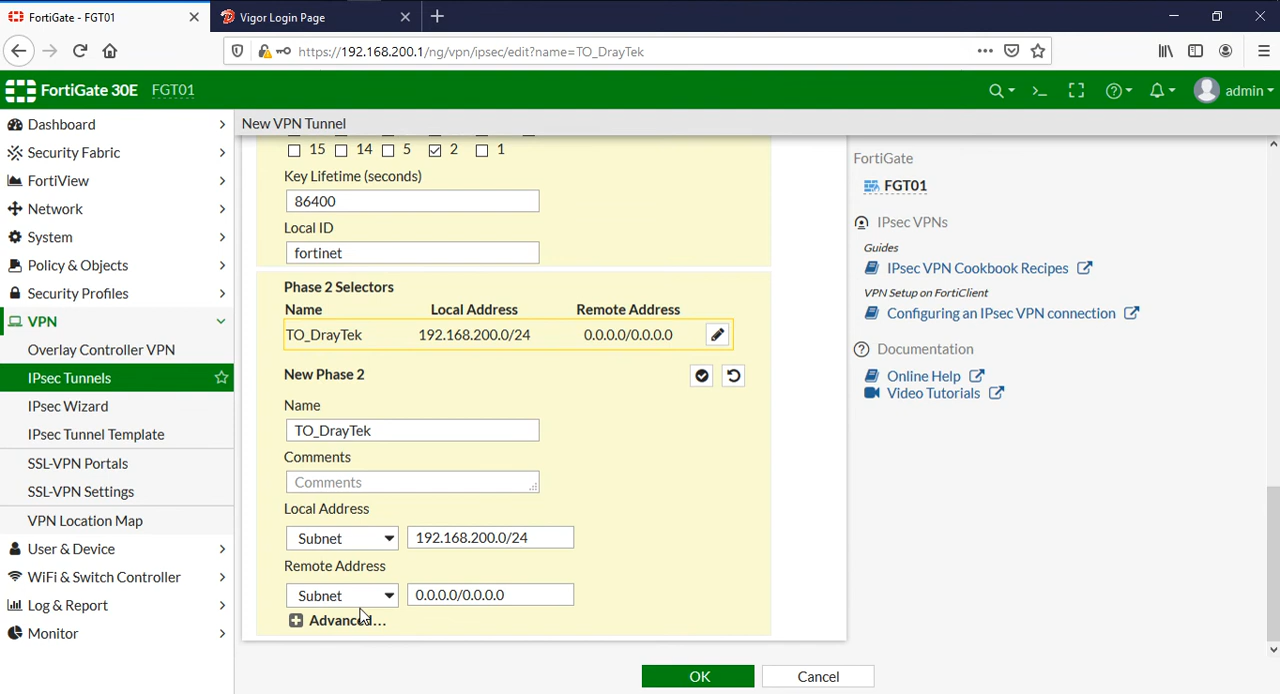 FortiGate - FGT01
Vigor Login Page
https://192.168.200.1/ng/vpn/ipsec/edit?name=TO_DrayTek
FortiGate 30E FGT01
admin
Dashboard
Security Fabric
FortiView
Network
System
Policy & Objects
Security Profiles
VPN
Overlay Controller VPN
IPsec Tunnels
IPsec Wizard
IPsec Tunnel Template
SSL-VPN Portals
SSL-VPN Settings
VPN Location Map
User & Device
WiFi & Switch Controller
Log & Report
Monitor
New VPN Tunnel
15 14 5 2 1
Key Lifetime (seconds)
86400
Local ID
fortinet
Phase 2 Selectors
Name Local Address Remote Address
TO_DrayTek 192.168.200.0/24 0.0.0.0/0.0.0.0
New Phase 2
Name
TO_DrayTek
Comments
Comments
Local Address
Subnet 192.168.200.0/24
Remote Address
Subnet 0.0.0.0/0.0.0.0
Advanced...
OK Cancel
FortiGate
FGT01
IPsec VPNs
Guides
IPsec VPN Cookbook Recipes
VPN Setup on FortiClient
Configuring an IPsec VPN connection
Documentation
Online Help
Video Tutorials